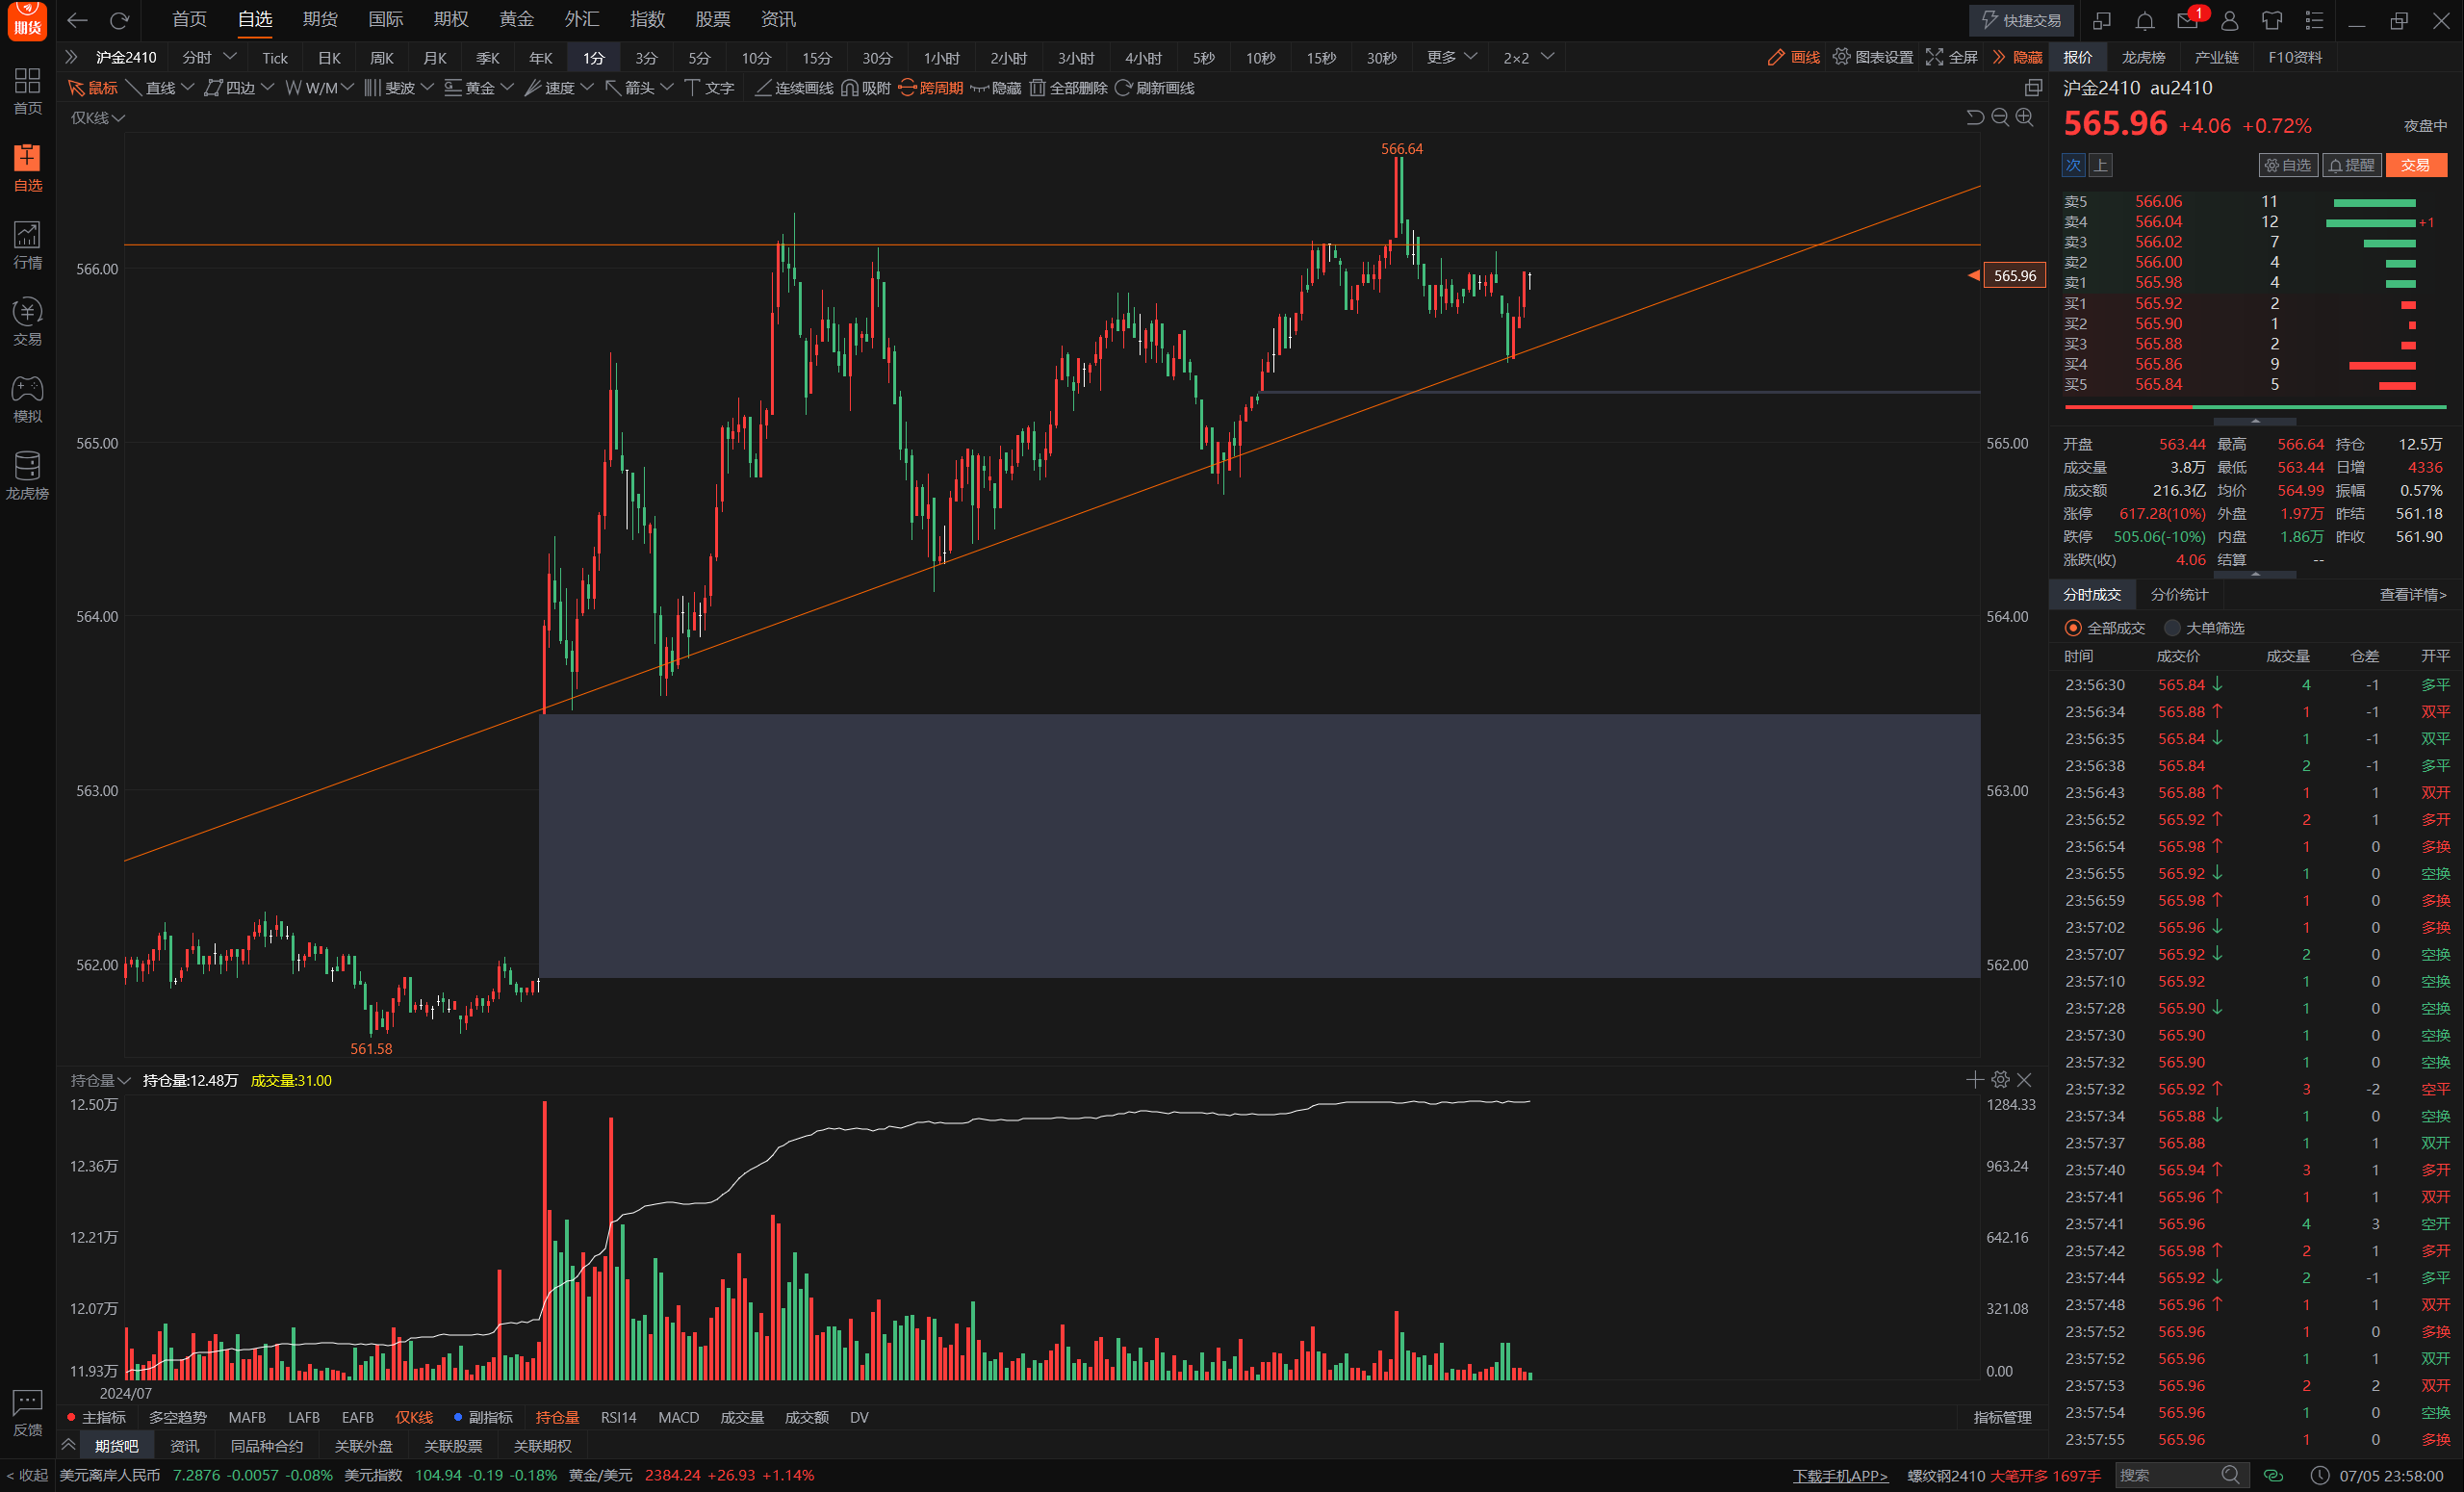 期货 首页 自选 期货 国际 期权 黄金 外汇 指数 股票 资讯 快捷交易 1
沪金2410 分时 Tick 日K 周K 月K 季K 年K 1分 3分 5分 10分 15分 30分 1小时 2小时 3小时 4小时 5秒 10秒 15秒 30秒 更多 2×2 画线 图表设置 全屏 隐藏 报价 龙虎榜 产业链 F10资料
鼠标 直线 四边 W/M 斐波 黄金 速度 箭头 文字 连续画线 吸附 跨周期 隐藏 全部删除 刷新画线
首页
自选
行情
交易
模拟
龙虎榜
反馈
仅K线
566.64
566.00
565.00
564.00
563.00
562.00
561.58
565.96
565.00
564.00
563.00
562.00
持仓量 持仓量:12.48万 成交量:31.00
12.50万 1284.33
12.36万 963.24
12.21万 642.16
12.07万 321.08
11.93万 0.00
2024/07
主指标 多空趋势 MAFB LAFB EAFB 仅K线 副指标 持仓量 RSI14 MACD 成交量 成交额 DV 指标管理
期货吧 资讯 同品种合约 关联外盘 关联股票 关联期权
沪金2410 au2410
565.96 +4.06 +0.72% 夜盘中
次 上 自选 提醒 交易
卖5 566.06 11
卖4 566.04 12 +1
卖3 566.02 7
卖2 566.00 4
卖1 565.98 4
买1 565.92 2
买2 565.90 1
买3 565.88 2
买4 565.86 9
买5 565.84 5
开盘 563.44 最高 566.64 持仓 12.5万
成交量 3.8万 最低 563.44 日增 4336
成交额 216.3亿 均价 564.99 振幅 0.57%
涨停 617.28(10%) 外盘 1.97万 昨结 561.18
跌停 505.06(-10%) 内盘 1.86万 昨收 561.90
涨跌(收) 4.06 结算 --
分时成交 分价统计 查看详情>
全部成交 大单筛选
时间 成交价 成交量 仓差 开平
23:56:30 565.84 ↓ 4 -1 多平
23:56:34 565.88 ↑ 1 -1 双平
23:56:35 565.84 ↓ 1 -1 双平
23:56:38 565.84 2 -1 多平
23:56:43 565.88 ↑ 1 1 双开
23:56:52 565.92 ↑ 2 1 多开
23:56:54 565.98 ↑ 1 0 多换
23:56:55 565.92 ↓ 1 0 空换
23:56:59 565.98 ↑ 1 0 多换
23:57:02 565.96 ↓ 1 0 多换
23:57:07 565.92 ↓ 2 0 空换
23:57:10 565.92 1 0 空换
23:57:28 565.90 ↓ 1 0 空换
23:57:30 565.90 1 0 空换
23:57:32 565.90 1 0 空换
23:57:32 565.92 ↑ 3 -2 空平
23:57:34 565.88 ↓ 1 0 空换
23:57:37 565.88 1 1 双开
23:57:40 565.94 ↑ 3 1 多开
23:57:41 565.96 ↑ 1 1 双开
23:57:41 565.96 4 3 空开
23:57:42 565.98 ↑ 2 1 多开
23:57:44 565.92 ↓ 2 -1 多平
23:57:48 565.96 ↑ 1 1 双开
23:57:52 565.96 1 0 多换
23:57:52 565.96 1 1 双开
23:57:53 565.96 2 2 双开
23:57:54 565.96 1 0 空换
23:57:55 565.96 1 0 多换
< 收起 美元离岸人民币 7.2876 -0.0057 -0.08% 美元指数 104.94 -0.19 -0.18% 黄金/美元 2384.24 +26.93 +1.14% 下载手机APP> 螺纹钢2410 大笔开多 1697手 搜索 07/05 23:58:00